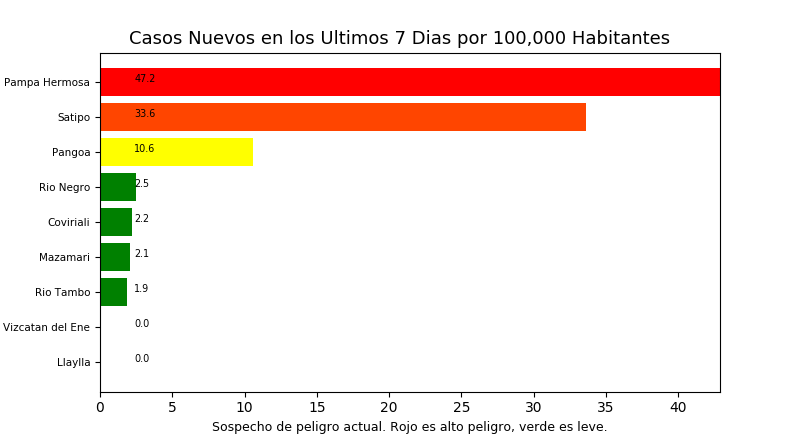 Casos Nuevos en los Ultimos 7 Dias por 100,000 Habitantes
Pampa Hermosa 47.2
Satipo 33.6
Pangoa 10.6
Rio Negro 2.5
Coviriali 2.2
Mazamari 2.1
Rio Tambo 1.9
Vizcatan del Ene 0.0
Llaylla 0.0
0 5 10 15 20 25 30 35 40
Sospecho de peligro actual. Rojo es alto peligro, verde es leve.